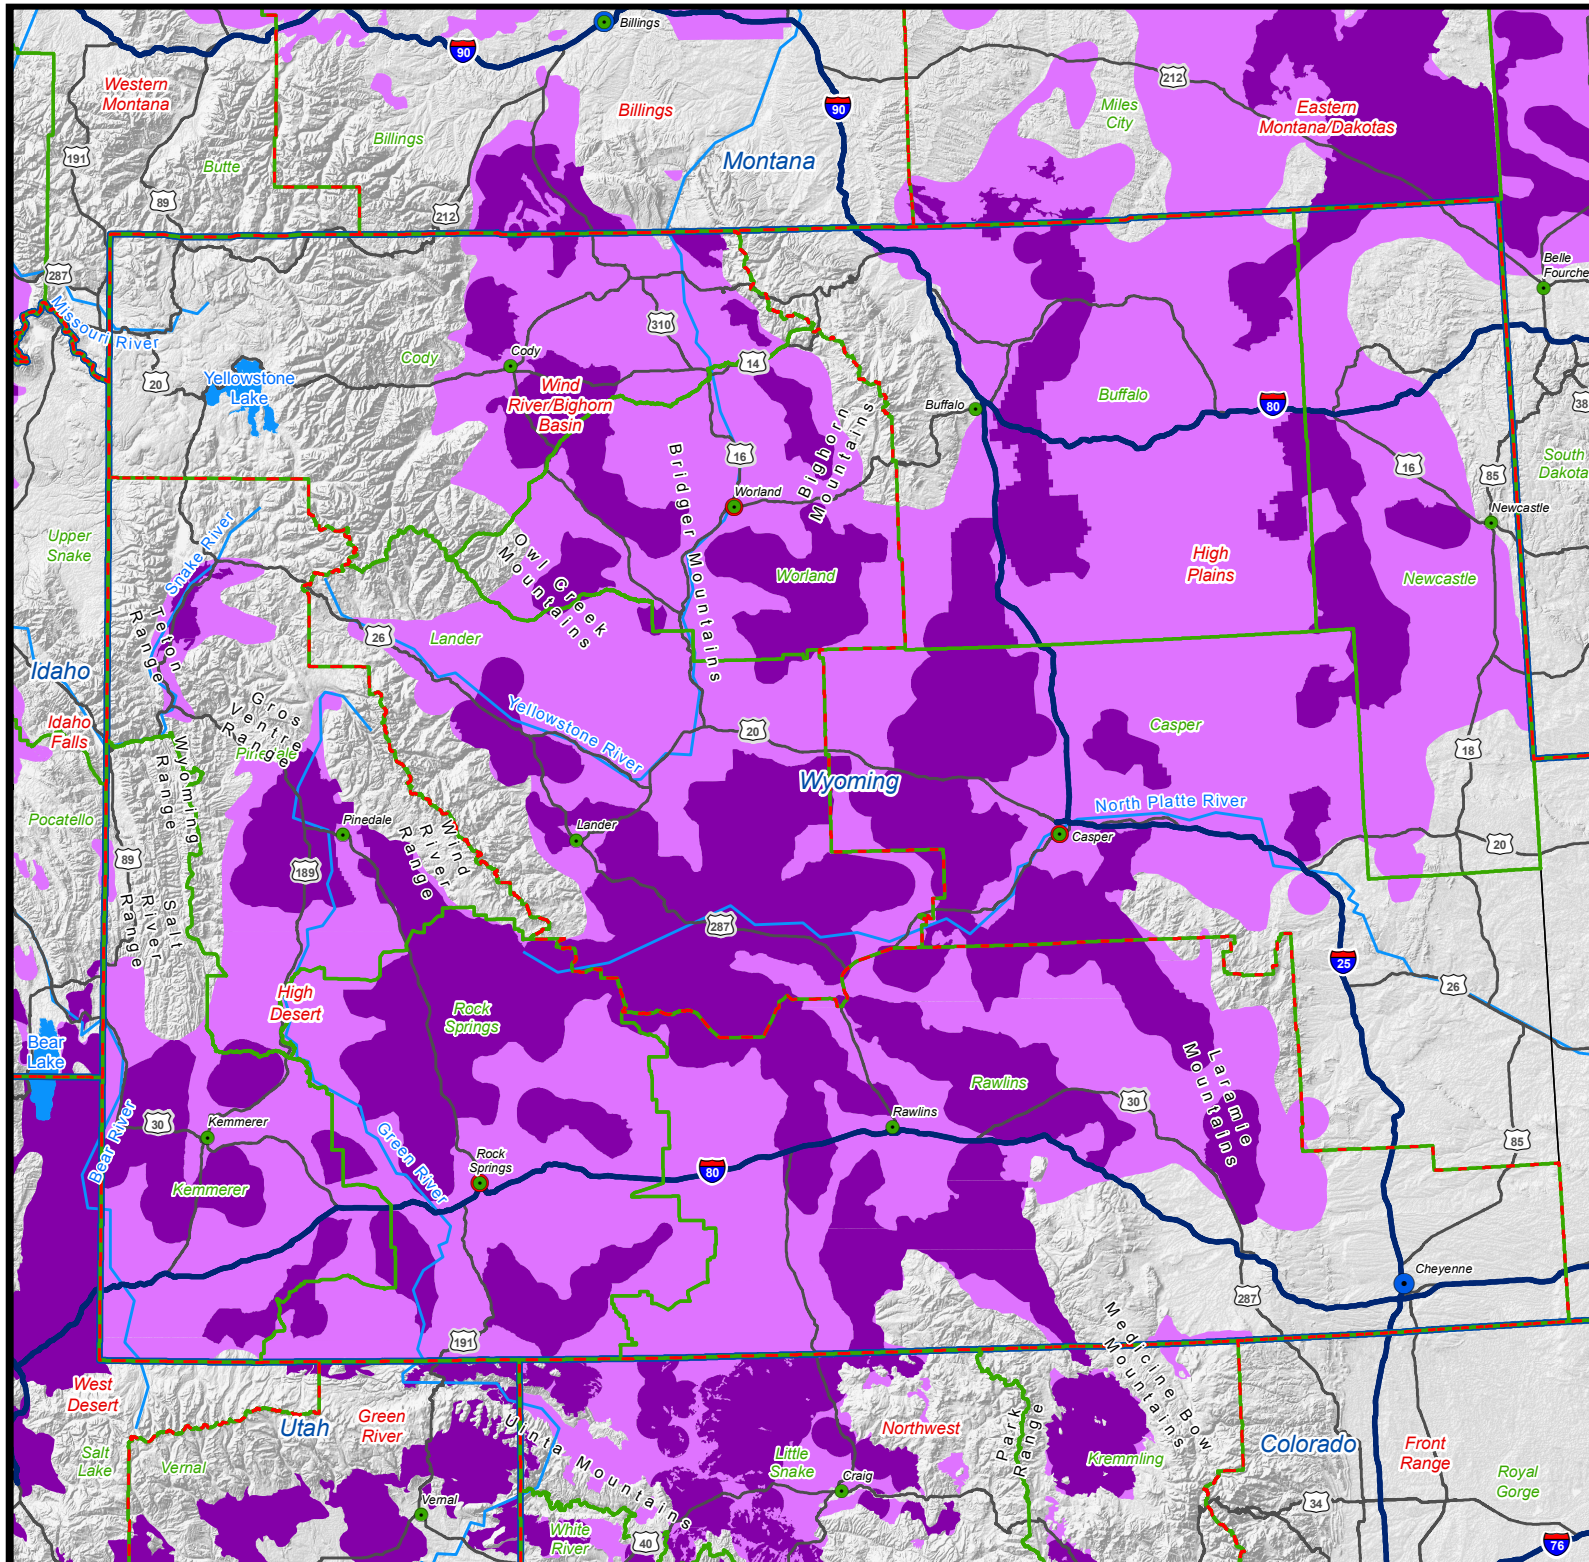 Billings
90
Western
Montana
Billings
90
212
Miles
City
Eastern
Montana/Dakotas
191
Butte
Billings
Montana
89
212
287
Belle
Fourche
Missouri River
310
20
Yellowstone
Lake
Cody
Cody
14
Wind
River/Bighorn
Basin
Buffalo
Buffalo
80
38
Bighorn
Mountains
Bridger Mountains
16
16
85
South
Dakota
Worland
Newcastle
Snake River
Upper
Snake
Owl Creek
Mountains
Worland
High
Plains
Newcastle
Teton
Range
26
Lander
Idaho
Gros
Ventre
Range
Yellowstone River
Idaho
Falls
Pinedale
20
Casper
18
Wyoming
Wyoming
Range
North Platte River
Pocatello
Pinedale
Lander
Casper
20
89
189
Wind
River
Range
Salt
River
Range
287
25
26
High
Desert
Rock
Springs
Bear
Lake
Laramie
Mountains
Rawlins
30
30
Kemmerer
Rawlins
Bear River
Green River
Rock
Springs
80
85
Kemmerer
Cheyenne
287
191
Medicine Bow
Mountains
West
Desert
Utah
Green
River
Northwest
Park
Range
Colorado
Front
Range
Uinta Mountains
Salt
Lake
Vernal
Little
Snake
Craig
Kremmling
Royal
Gorge
Vernal
34
White
River
40
76